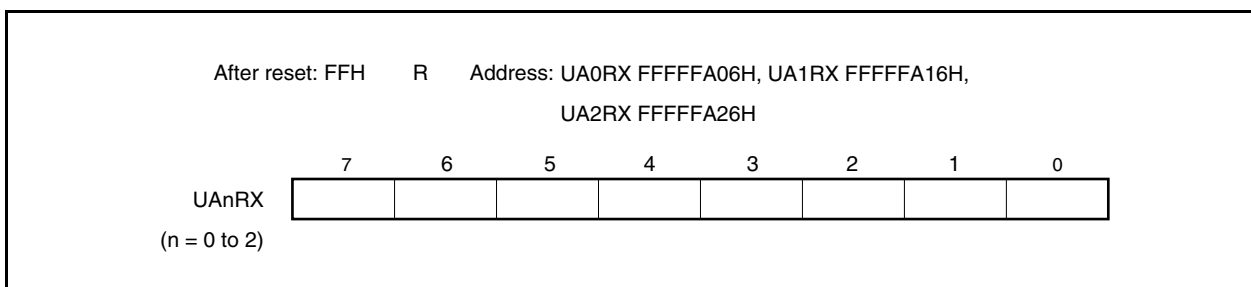 After reset: FFH R Address: UA0RX FFFFFA06H, UA1RX FFFFFA16H,
UA2RX FFFFFA26H
7 6 5 4 3 2 1 0
UAnRX
(n = 0 to 2)